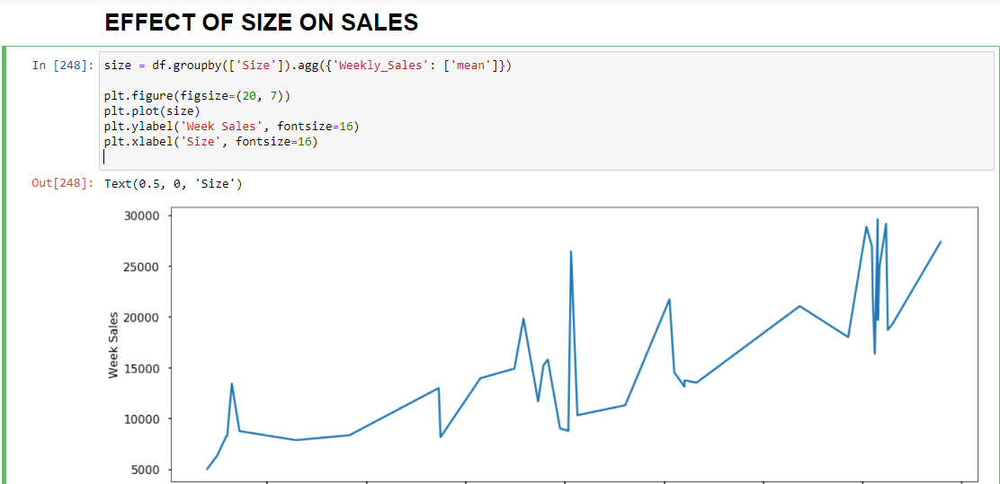 EFFECT OF SIZE ON SALES
In [248]: size = df.groupby(['Size']).agg({'Weekly_Sales': ['mean']})
plt.figure(figsize=(20, 7))
plt.plot(size)
plt.ylabel('Week Sales', fontsize=16)
plt.xlabel('Size', fontsize=16)
Out[248]: Text(0.5, 0, 'Size')
30000
25000
20000
15000
10000
5000
Week Sales